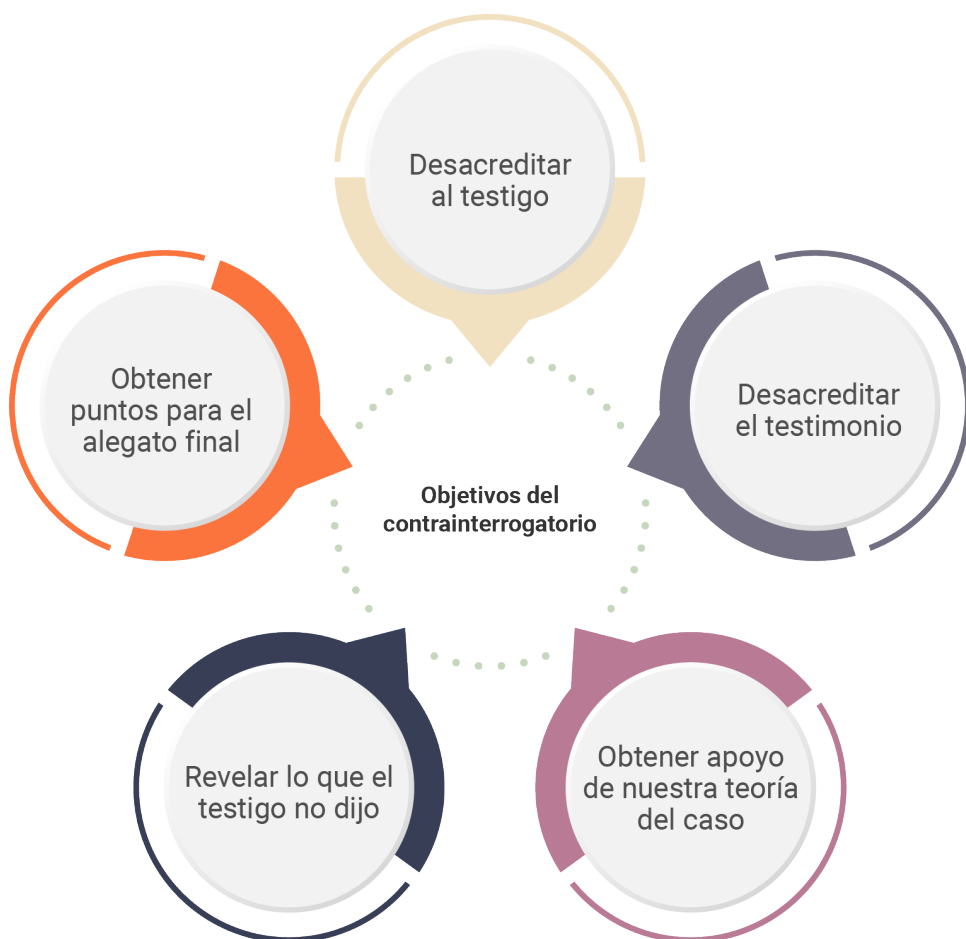 Desacreditar
al testigo
Obtener
puntos para el
alegato final
Desacreditar
el testimonio
Objetivos del
contrainterrogatorio
Revelar lo que el
testigo no dijo
Obtener apoyo
de nuestra teoría
del caso